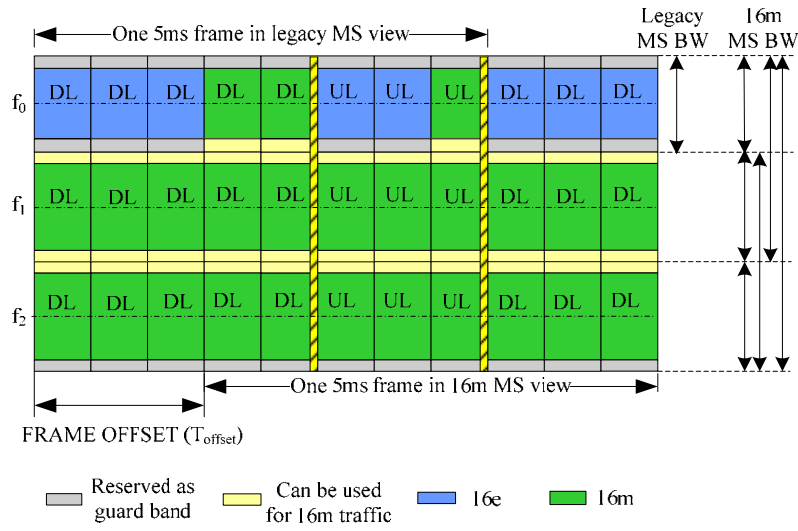 One 5ms frame in legacy MS view
Legacy
MS BW
16m
MS BW
f0
DL DL DL DL DL UL UL UL DL DL DL
f1
DL DL DL DL DL UL UL UL DL DL DL
f2
DL DL DL DL DL UL UL UL DL DL DL
One 5ms frame in 16m MS view
FRAME OFFSET (Toffset)
Reserved as
guard band
Can be used
for 16m traffic
16e
16m